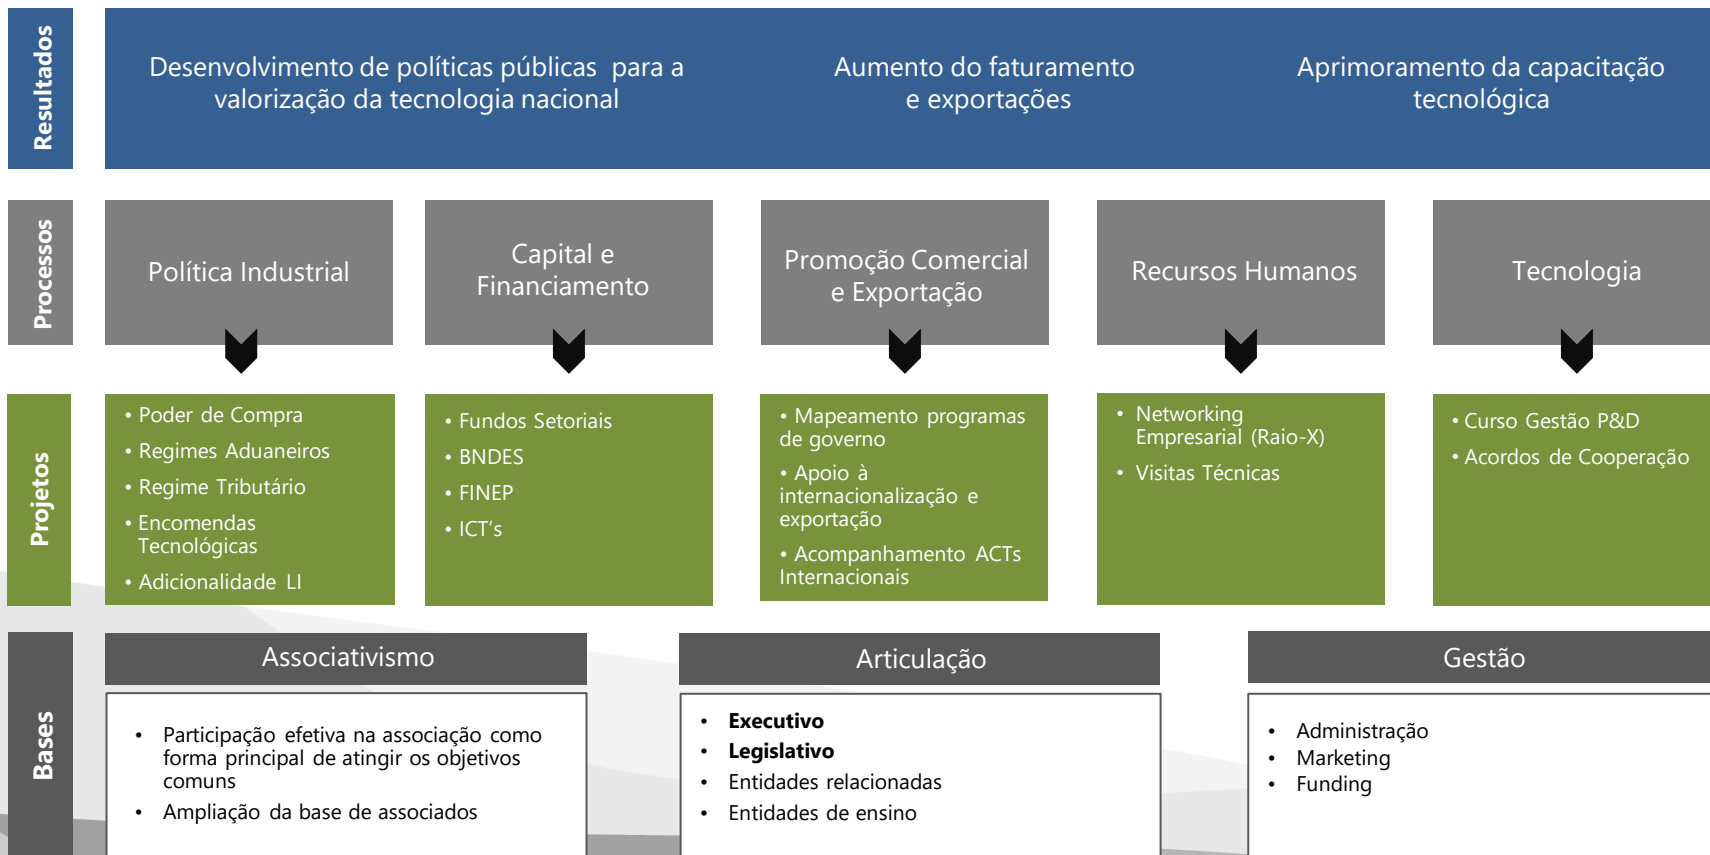 Resultados
Desenvolvimento de políticas públicas para a
valorização da tecnologia nacional
Aumento do faturamento
e exportações
Aprimoramento da capacitação
tecnológica
Processos
Política Industrial
Capital e
Financiamento
Promoção Comercial
e Exportação
Recursos Humanos
Tecnologia
Projetos
• Poder de Compra
• Regimes Aduaneiros
• Regime Tributário
• Encomendas
Tecnológicas
• Adicionalidade LI
• Fundos Setoriais
• BNDES
• FINEP
• ICT’s
• Mapeamento programas
de governo
• Apoio à
internacionalização e
exportação
• Acompanhamento ACTs
Internacionais
• Networking
Empresarial (Raio-X)
• Visitas Técnicas
• Curso Gestão P&D
• Acordos de Cooperação
Bases
Associativismo
• Participação efetiva na associação como
forma principal de atingir os objetivos
comuns
• Ampliação da base de associados
Articulação
• Executivo
• Legislativo
• Entidades relacionadas
• Entidades de ensino
Gestão
• Administração
• Marketing
• Funding